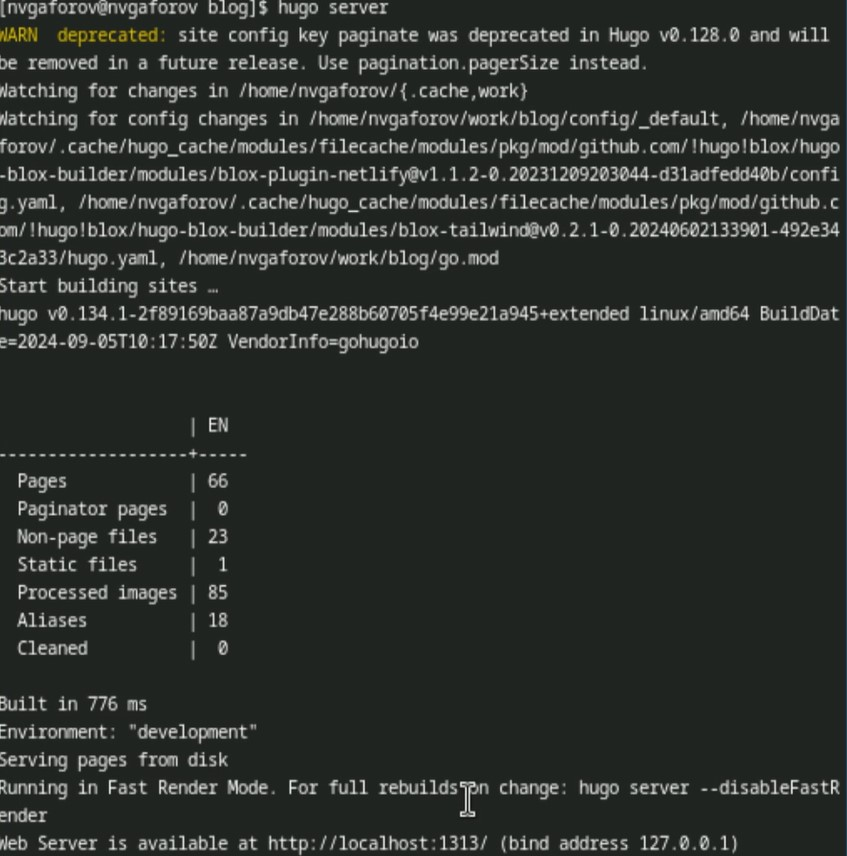 [nvgaforov@nvgaforov blog]$ hugo server
WARN  deprecated: site config key paginate was deprecated in Hugo v0.128.0 and will
be removed in a future release. Use pagination.pagerSize instead.
Watching for changes in /home/nvgaforov/{.cache,work}
Watching for config changes in /home/nvgaforov/work/blog/config/_default, /home/nvga
forov/.cache/hugo_cache/modules/filecache/modules/pkg/mod/github.com/!hugo!blox/hugo
-blox-builder/modules/blox-plugin-netlify@v1.1.2-0.20231209203044-d31adfedd40b/confi
g.yaml, /home/nvgaforov/.cache/hugo_cache/modules/filecache/modules/pkg/mod/github.c
om/!hugo!blox/hugo-blox-builder/modules/blox-tailwind@v0.2.1-0.20240602133901-492e34
3c2a33/hugo.yaml, /home/nvgaforov/work/blog/go.mod
Start building sites …
hugo v0.134.1-2f89169baa87a9db47e288b60705f4e99e21a945+extended linux/amd64 BuildDat
e=2024-09-05T10:17:50Z VendorInfo=gohugoio
                   | EN
-------------------+-----
  Pages            | 66
  Paginator pages  |  0
  Non-page files   | 23
  Static files     |  1
  Processed images | 85
  Aliases          | 18
  Cleaned          |  0
Built in 776 ms
Environment: "development"
Serving pages from disk
Running in Fast Render Mode. For full rebuilds on change: hugo server --disableFastR
ender
Web Server is available at http://localhost:1313/ (bind address 127.0.0.1)